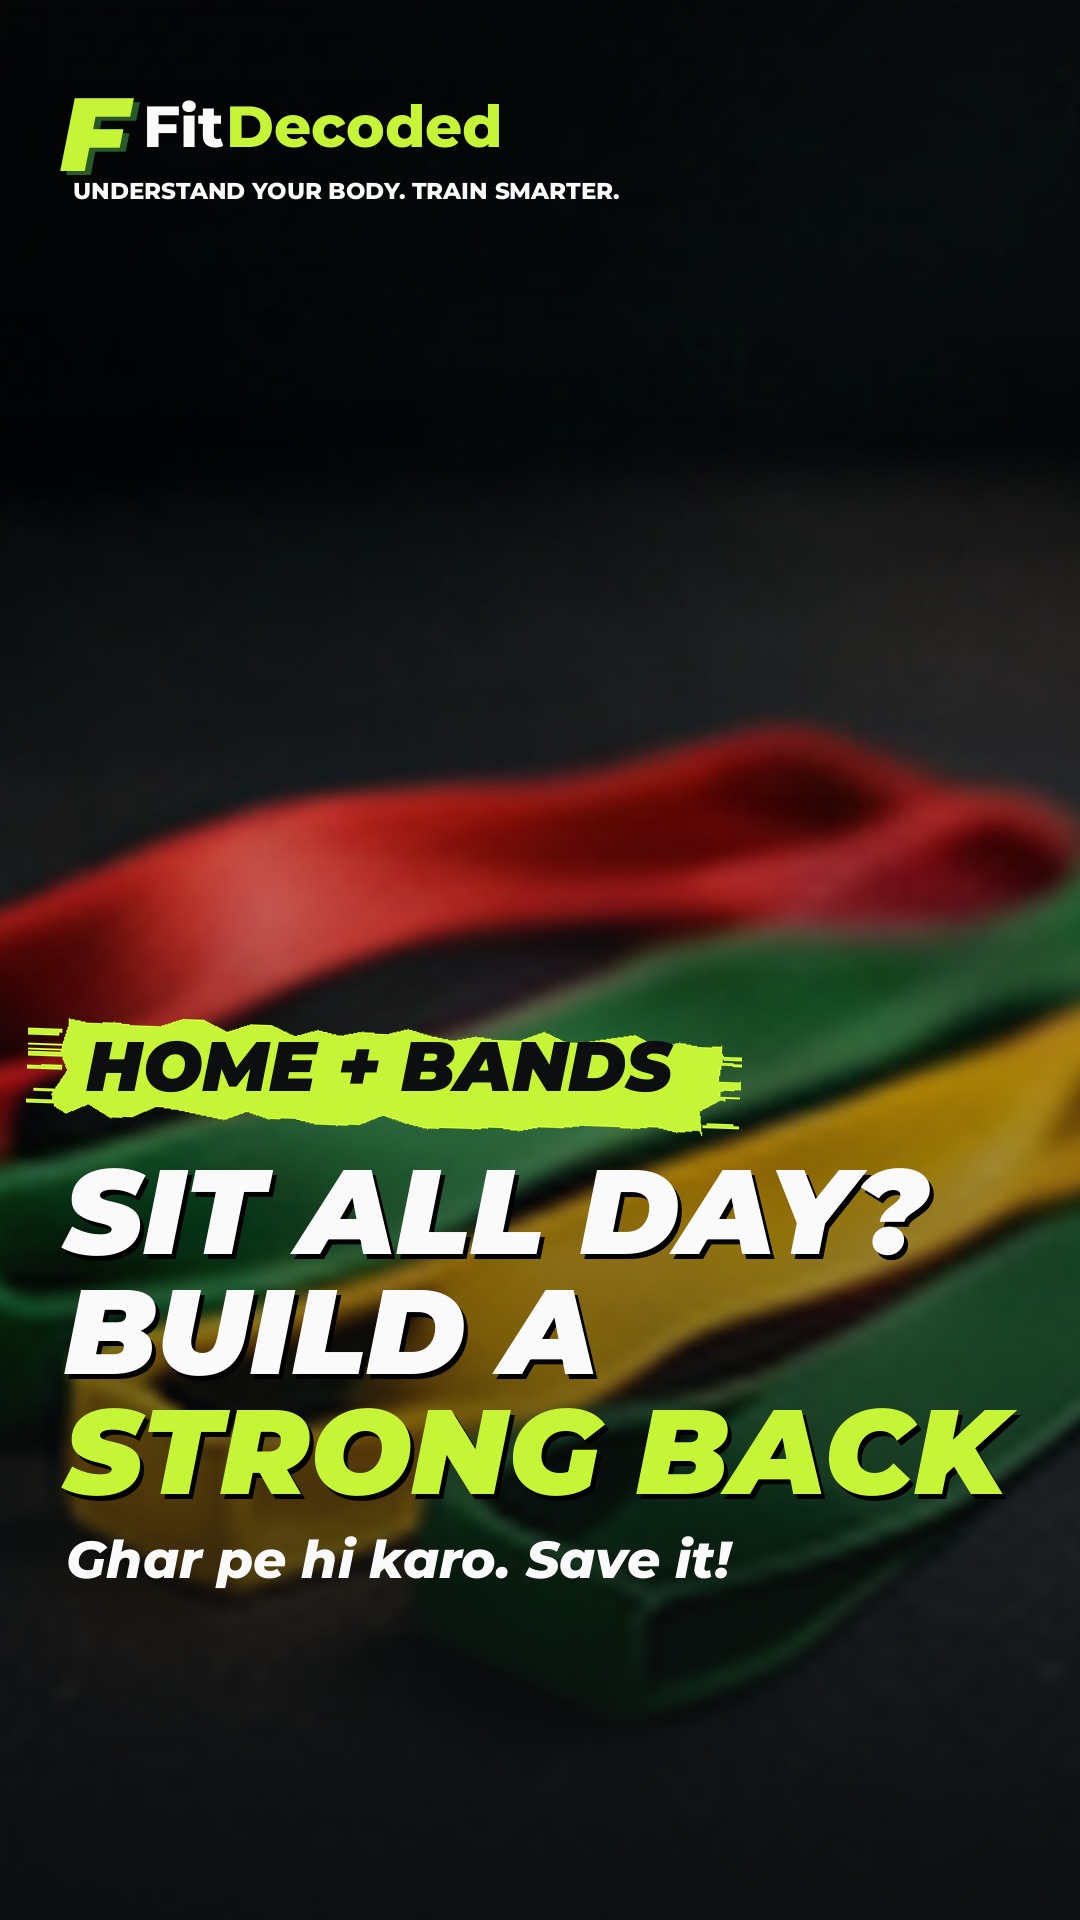 F FitDecoded
UNDERSTAND YOUR BODY. TRAIN SMARTER.
HOME + BANDS
SIT ALL DAY?
BUILD A
STRONG BACK
Ghar pe hi karo. Save it!